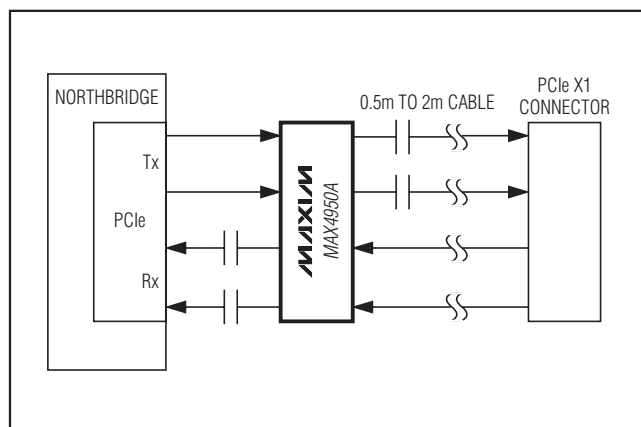 NORTHBRIDGE
0.5m TO 2m CABLE
PCIe X1
CONNECTOR
Tx
PCIe
Rx
MAXIM
MAX4950A